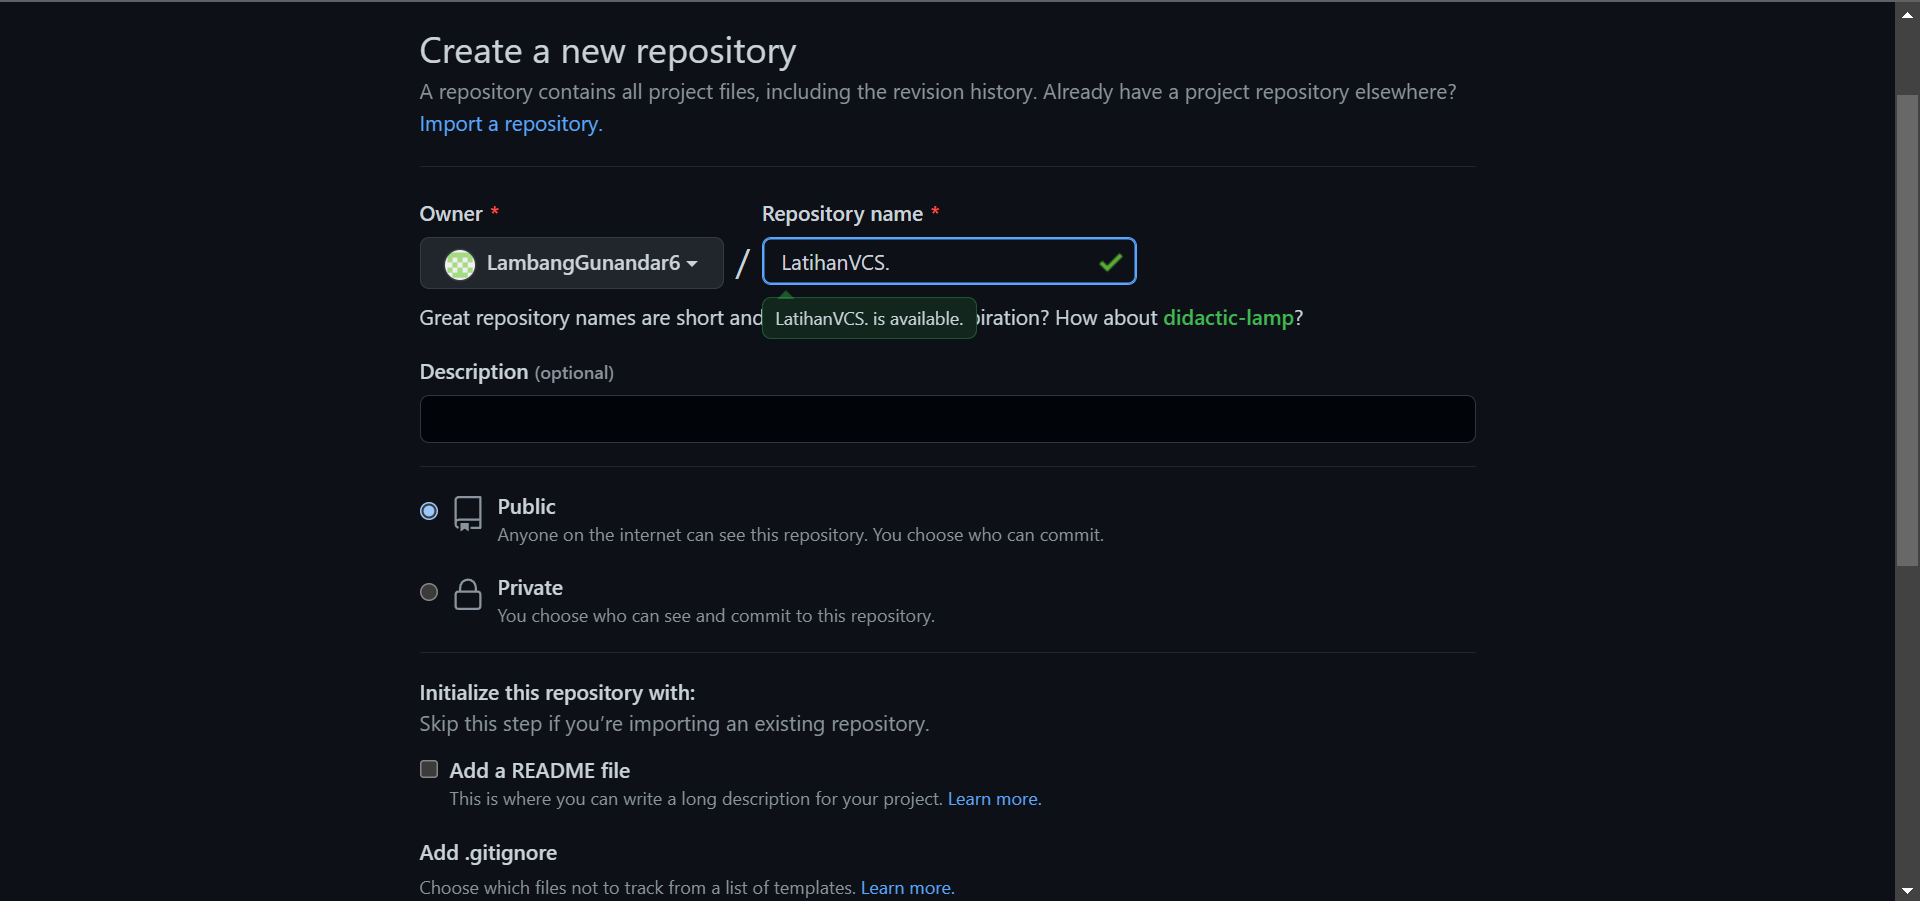 Create a new repository
A repository contains all project files, including the revision history. Already have a project repository elsewhere?
Import a repository.
Owner *
Repository name *
LambangGunandar6
/
LatihanVCS.
Great repository names are short and
LatihanVCS. is available.
How about didactic-lamp?
Description (optional)
Public
Anyone on the internet can see this repository. You choose who can commit.
Private
You choose who can see and commit to this repository.
Initialize this repository with:
Skip this step if you’re importing an existing repository.
Add a README file
This is where you can write a long description for your project. Learn more.
Add .gitignore
Choose which files not to track from a list of templates. Learn more.